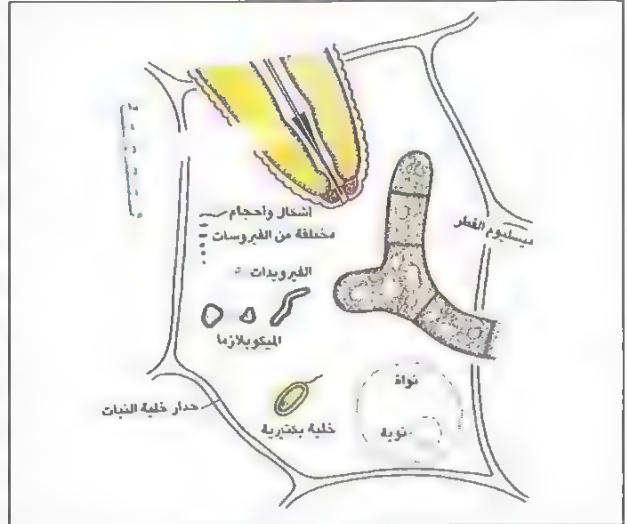 أشكال وأحجام
مختلفة من الفيروسات
ميسليوم الفطر
الفيرويدات
الميكوبلازما
نواة
جدار خلية النبات
خلية بكتيرية
نوية